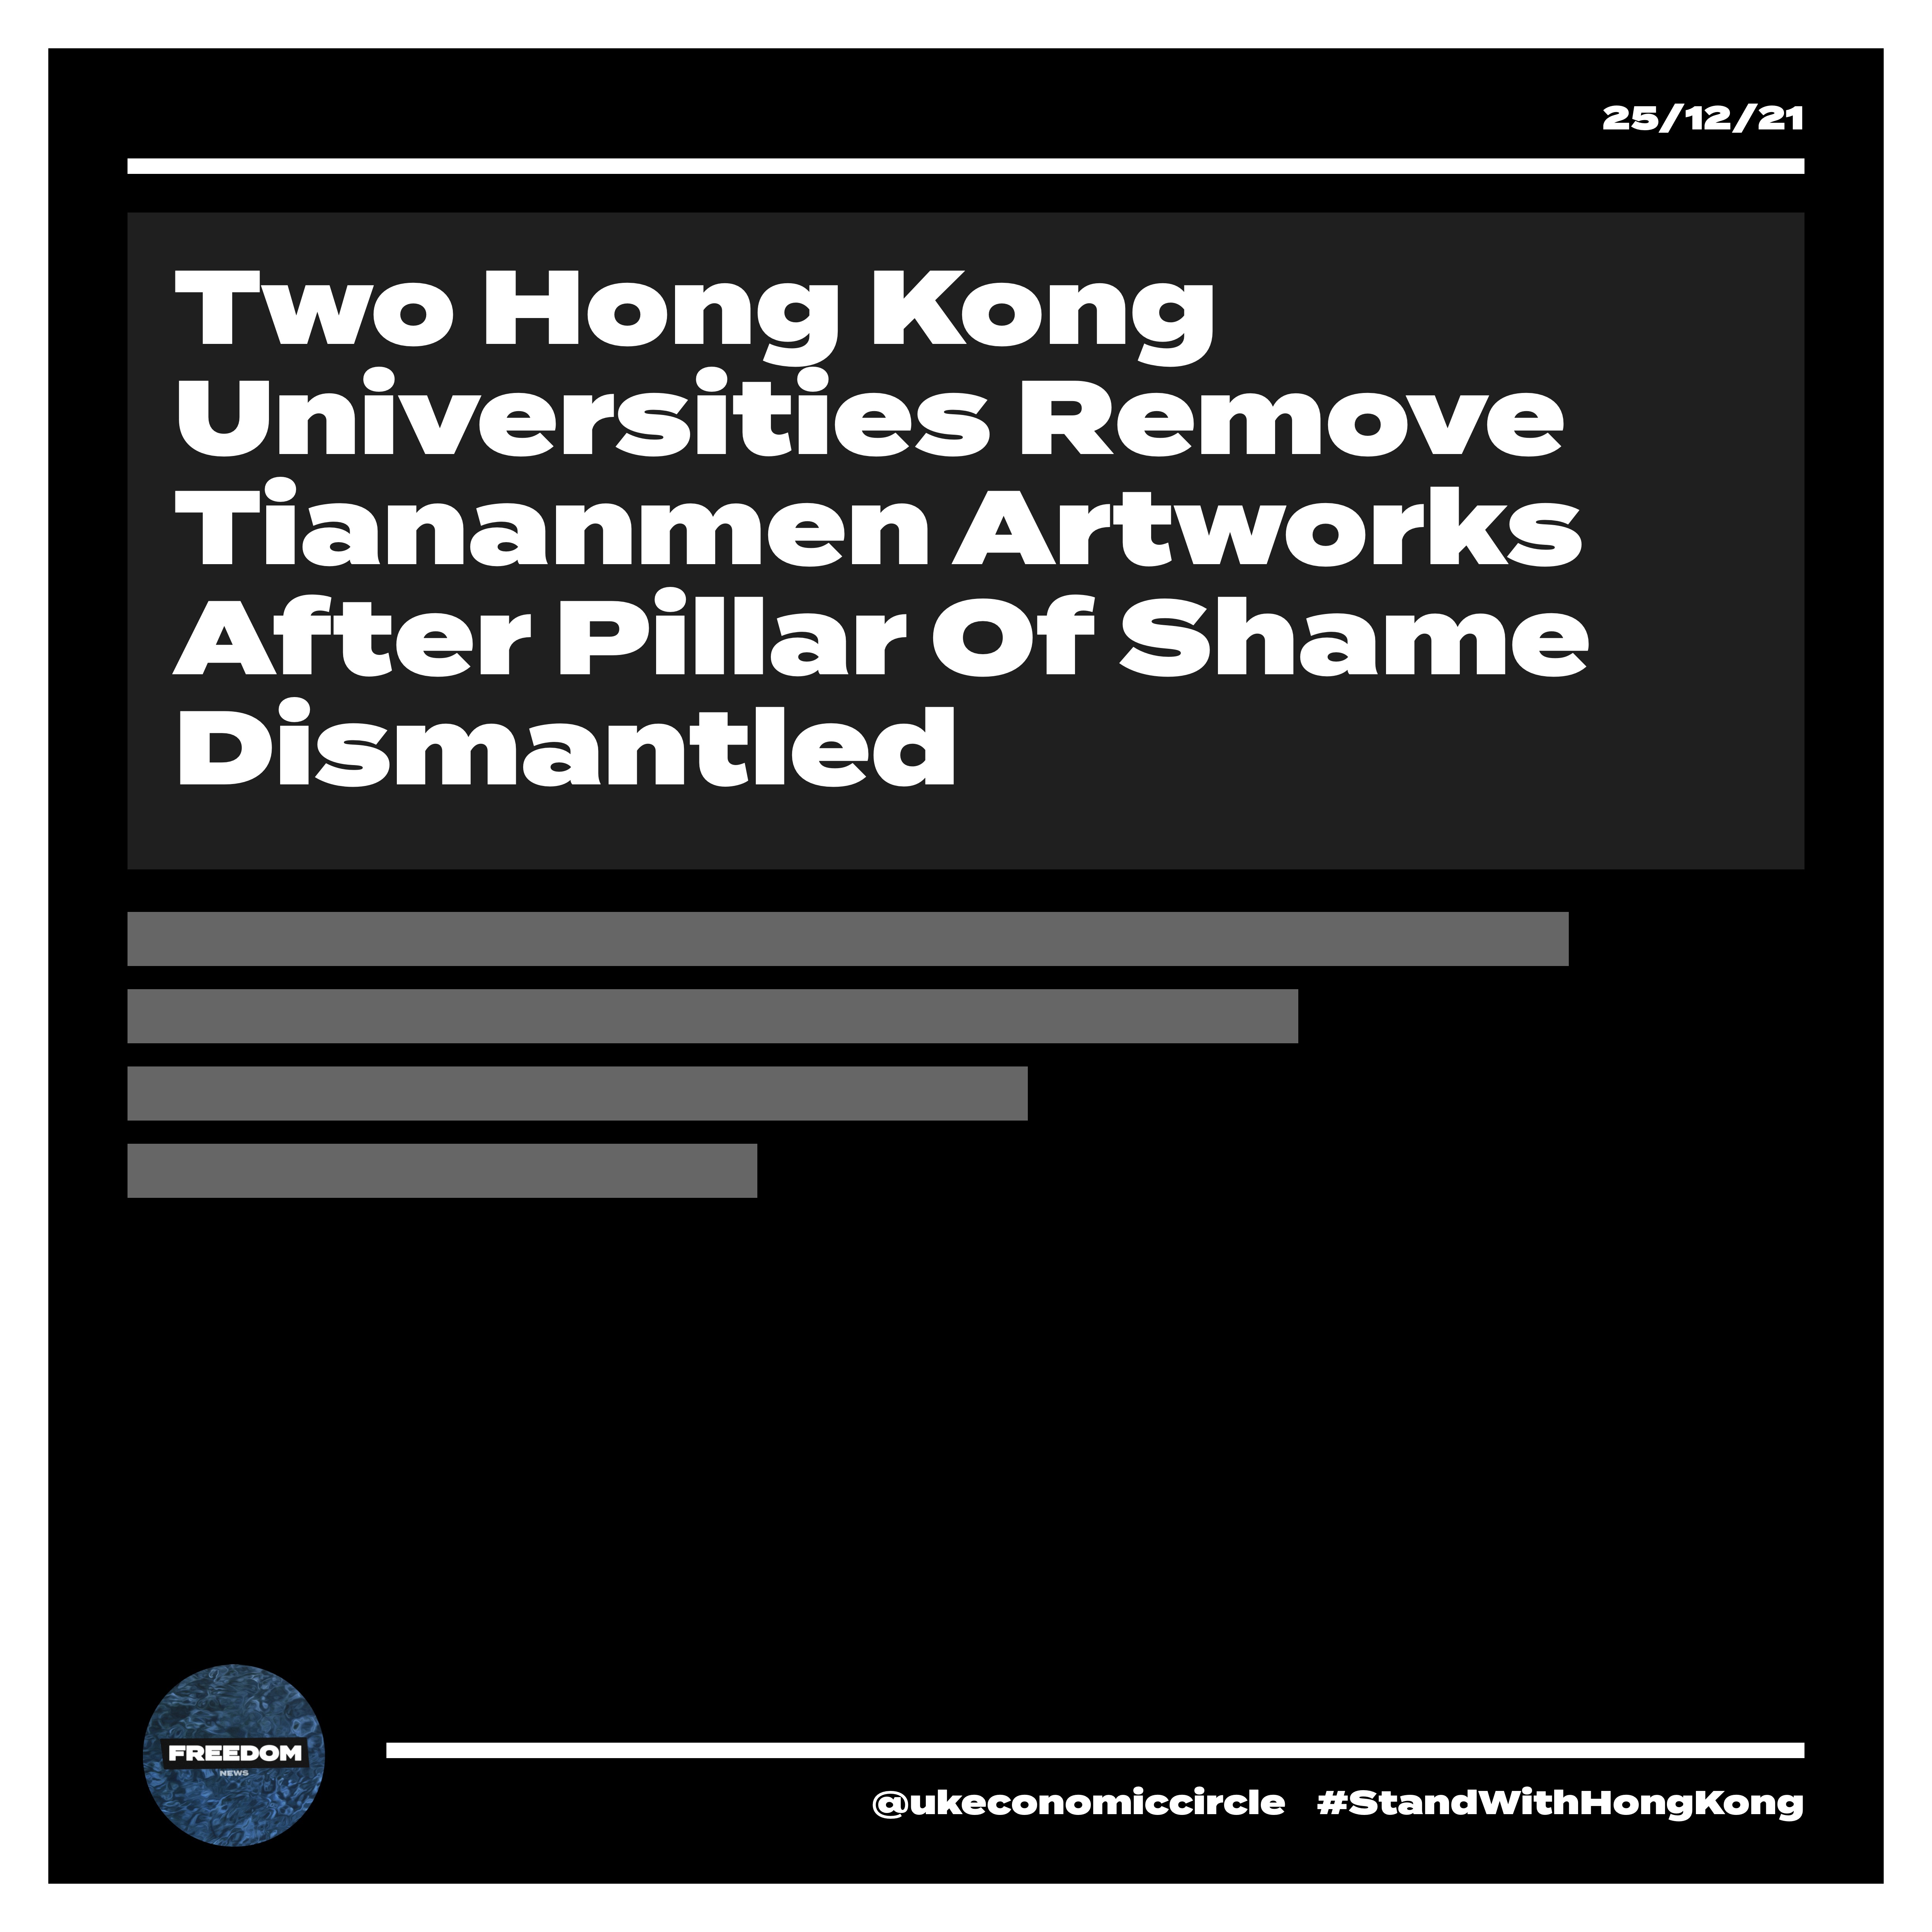 25/12/21
Two Hong Kong
Universities Remove
Tiananmen Artworks
After Pillar Of Shame
Dismantled
FREEDOM
NEWS
@ukeconomiccircle #StandWithHongKong